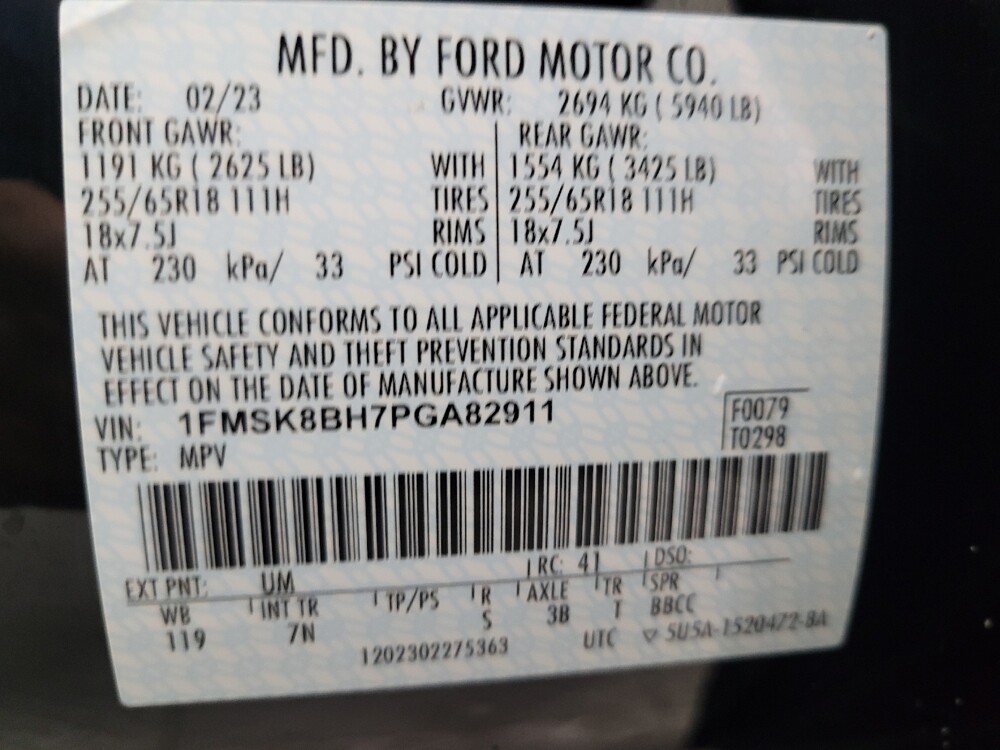 MFD. BY FORD MOTOR CO.
DATE: 02/23 GVWR: 2694 KG ( 5940 LB)
FRONT GAWR: REAR GAWR:
1191 KG ( 2625 LB) WITH 1554 KG ( 3425 LB) WITH
255/65R18 111H TIRES 255/65R18 111H TIRES
18x7.5J RIMS 18x7.5J RIMS
AT 230 kPa/ 33 PSI COLD AT 230 kPa/ 33 PSI COLD
THIS VEHICLE CONFORMS TO ALL APPLICABLE FEDERAL MOTOR
VEHICLE SAFETY AND THEFT PREVENTION STANDARDS IN
EFFECT ON THE DATE OF MANUFACTURE SHOWN ABOVE.
VIN: 1FMSK8BH7PGA82911 F0079
TYPE: MPV T0298
EXT PNT: UM RC: 41 DSO:
WB INT TR TP/PS R AXLE TR SPR
119 7N S 3B T BBCC
1202302275363 UTC ▽ 5U5A-1520472-BA